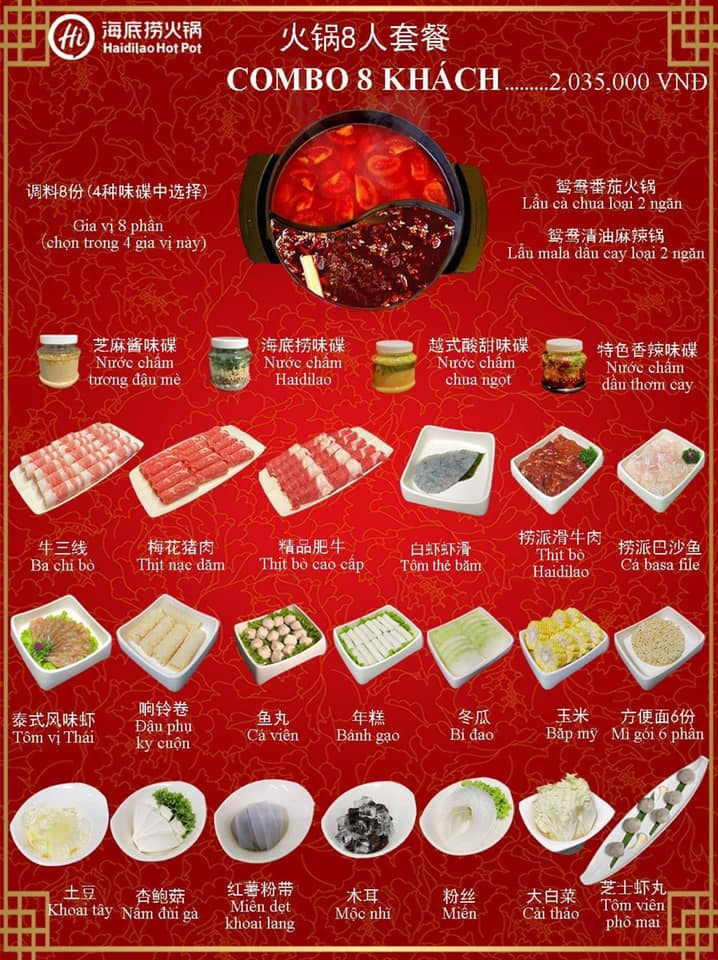 海底捞火锅
Haidilao Hot Pot
火锅8人套餐
COMBO 8 KHÁCH.........2,035,000 VNĐ
调料8份(4种味碟中选择)
Gia vị 8 phần
(chọn trong 4 gia vị này)
鸳鸯番茄火锅
Lẩu cà chua loại 2 ngăn
鸳鸯清油麻辣锅
Lẩu mala dầu cay loại 2 ngăn
芝麻酱味碟
Nước chấm
tương đậu mè
海底捞味碟
Nước chấm
Haidilao
越式酸甜味碟
Nước chấm
chua ngọt
特色香辣味碟
Nước chấm
dầu thơm cay
牛三线
Ba chỉ bò
梅花猪肉
Thịt nạc dăm
精品肥牛
Thịt bò cao cấp
白虾虾滑
Tôm thẻ băm
捞派滑牛肉
Thịt bò
Haidilao
捞派巴沙鱼
Cá basa file
泰式风味虾
Tôm vị Thái
响铃卷
Đậu phụ
ky cuộn
鱼丸
Cá viên
年糕
Bánh gạo
冬瓜
Bí đao
玉米
Bắp mỹ
方便面6份
Mì gói 6 phần
土豆
Khoai tây
杏鲍菇
Nấm đùi gà
红薯粉带
Miến dẹt
khoai lang
木耳
Mộc nhĩ
粉丝
Miến
大白菜
Cải thảo
芝士虾丸
Tôm viên
phô mai